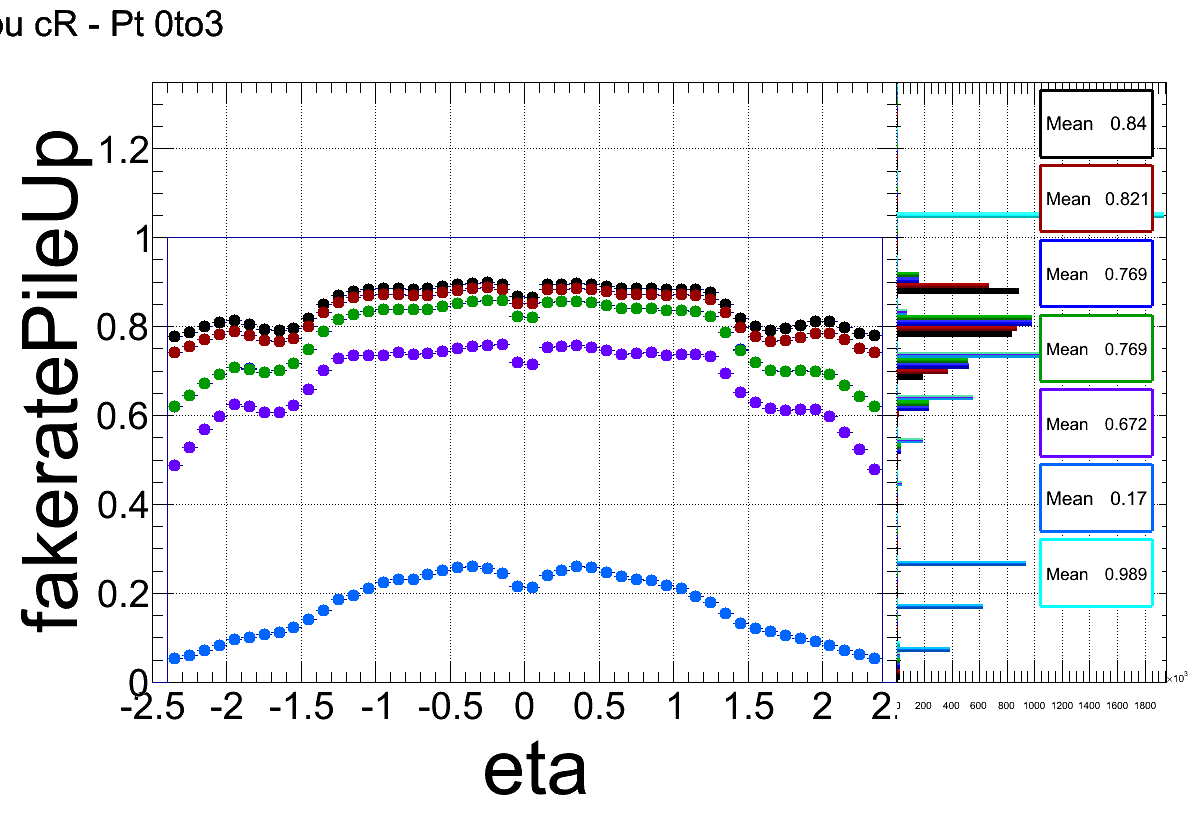 ou cR - Pt 0to3
fakeratePileUp
1.2
1
0.8
0.6
0.4
0.2
0
-2.5 -2 -1.5 -1 -0.5 0 0.5 1 1.5 2 2.
eta
Mean 0.84
Mean 0.821
Mean 0.769
Mean 0.769
Mean 0.672
Mean 0.17
Mean 0.989
×10³
200 400 600 800 1000 1200 1400 1600 1800